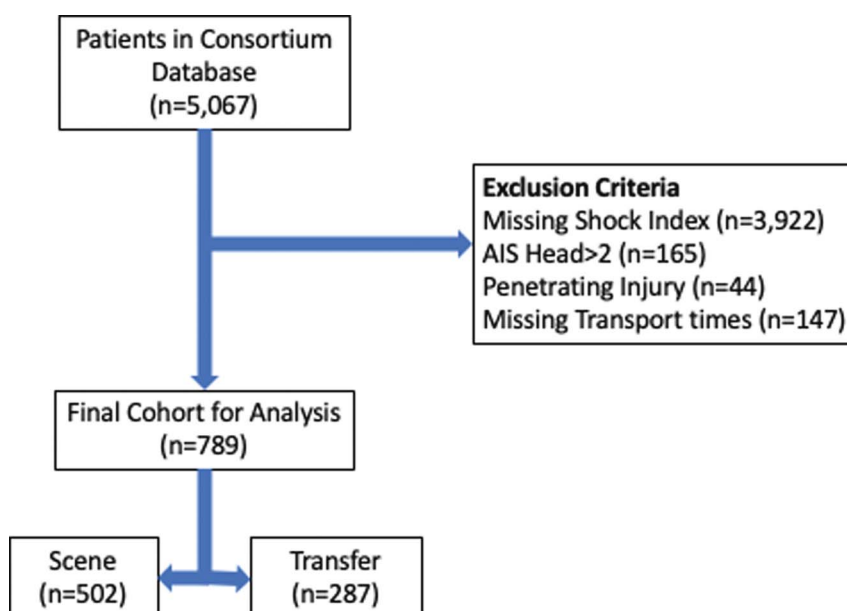 Patients in Consortium
Database
(n=5,067)
Exclusion Criteria
Missing Shock Index (n=3,922)
AIS Head>2 (n=165)
Penetrating Injury (n=44)
Missing Transport times (n=147)
Final Cohort for Analysis
(n=789)
Scene
(n=502)
Transfer
(n=287)